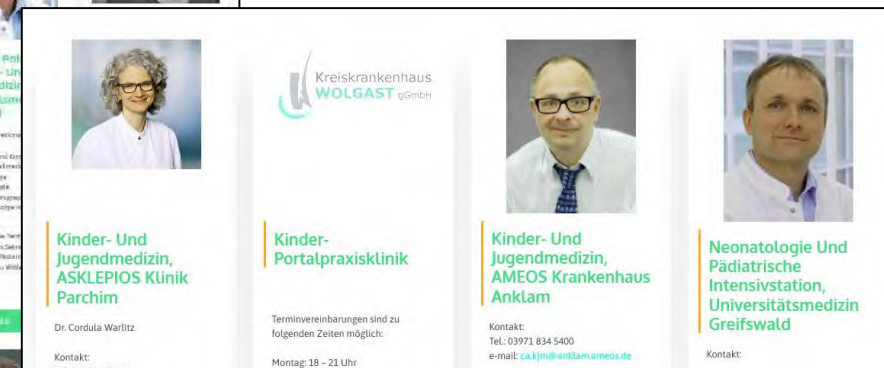 Kreiskrankenhaus
WOLGAST gGmbH
Kinder- Und
Jugendmedizin,
ASKLEPIOS Klinik
Parchim
Dr. Cordula Warlitz
Kontakt:
Kinder-
Portalpraxisklinik
Terminvereinbarungen sind zu
folgenden Zeiten möglich:
Montag: 18 – 21 Uhr
Kinder- Und
Jugendmedizin,
AMEOS Krankenhaus
Anklam
Kontakt:
Tel.: 03971 834 5400
e-mail: ca.kjm@anklam.ameos.de
Neonatologie Und
Pädiatrische
Intensivstation,
Universitätsmedizin
Greifswald
Kontakt: